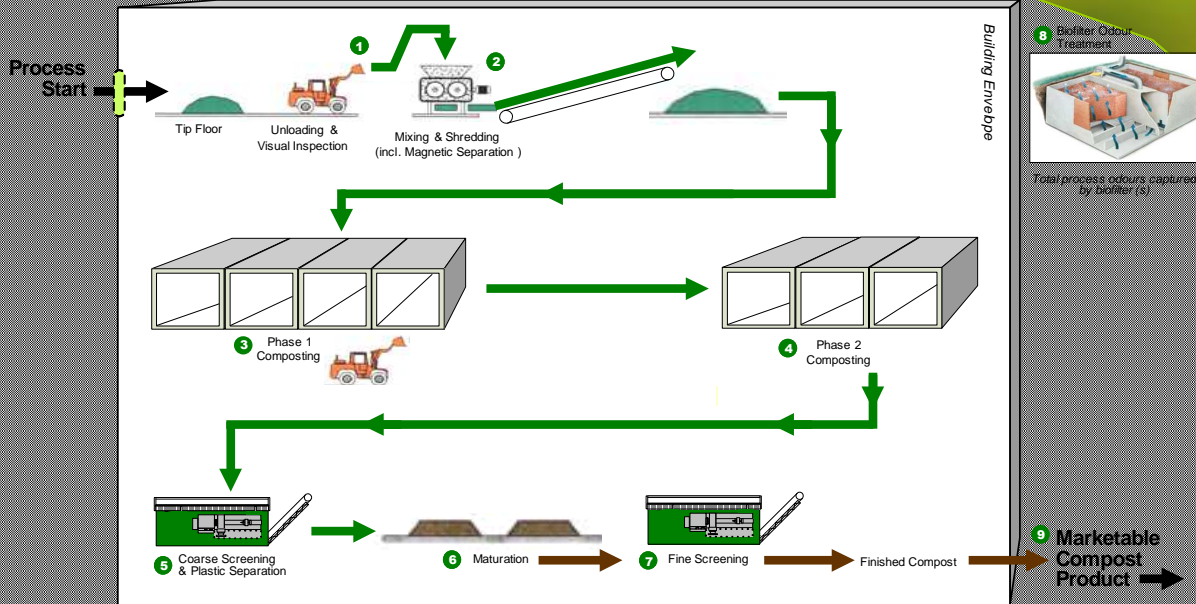 Process
Start
1
2
Tip Floor
Unloading &
Visual Inspection
Mixing & Shredding
(incl. Magnetic Separation )
Building Envelope
8 Biofilter Odour
Treatment
Total process odours captured
by biofilter (s)
3 Phase 1
Composting
4 Phase 2
Composting
5 Coarse Screening
& Plastic Separation
6 Maturation
7 Fine Screening
Finished Compost
9 Marketable
Compost
Product